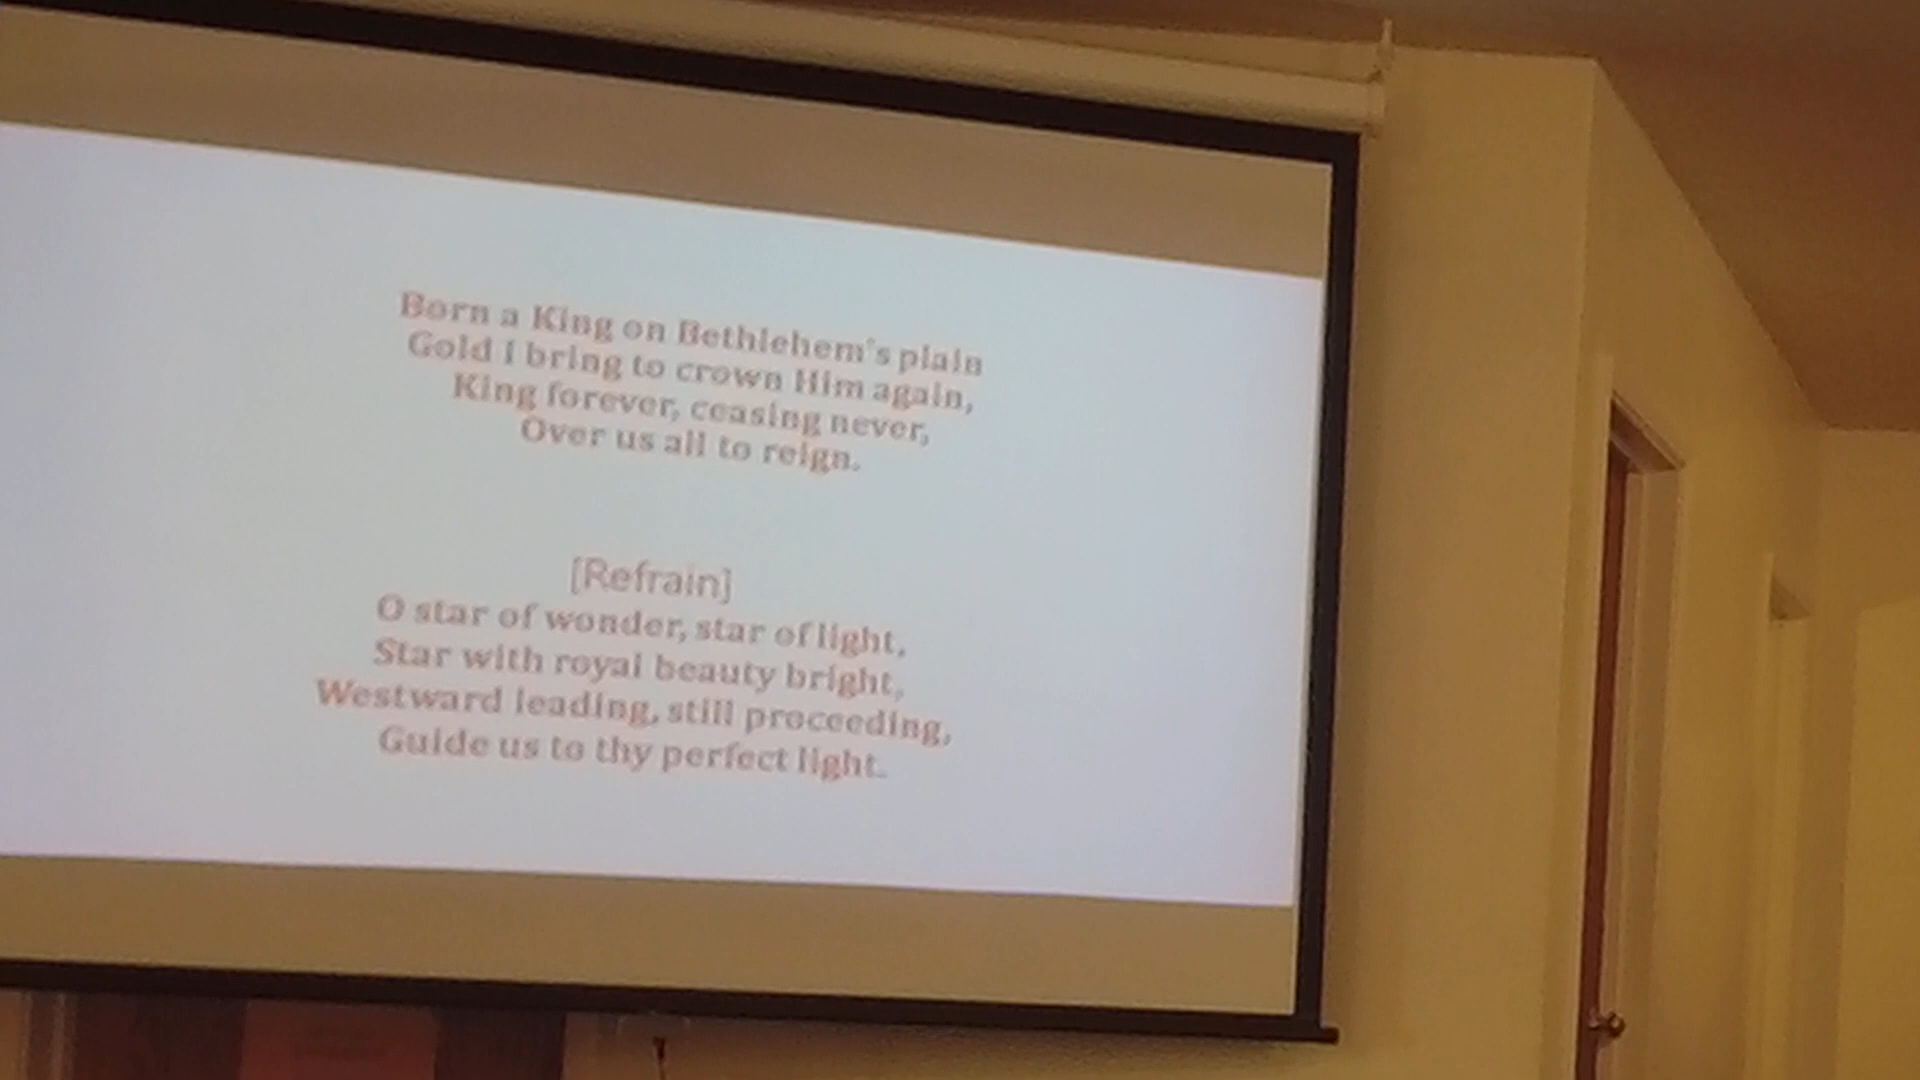 Born a King on Bethlehem's plain
Gold I bring to crown Him again,
King forever, ceasing never,
Over us all to reign.
[Refrain]
O star of wonder, star of light,
Star with royal beauty bright,
Westward leading, still proceeding,
Guide us to thy perfect light.